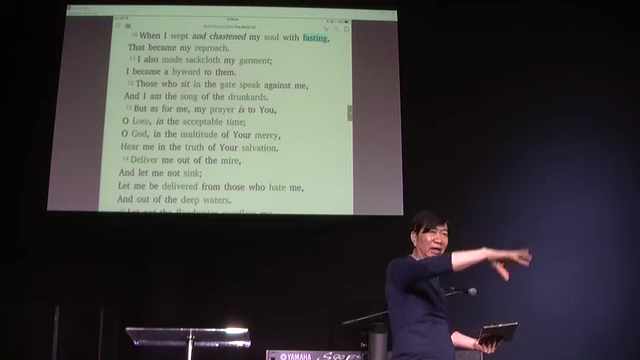 10 When I wept and chastened my soul with fasting,
That became my reproach.
11 I also made sackcloth my garment;
I became a byword to them.
12 Those who sit in the gate speak against me,
And I am the song of the drunkards.
13 But as for me, my prayer is to You,
O LORD, in the acceptable time;
O God, in the multitude of Your mercy,
Hear me in the truth of Your salvation.
14 Deliver me out of the mire,
And let me not sink;
Let me be delivered from those who hate me,
And out of the deep waters.
YAMAHA
S90 ES